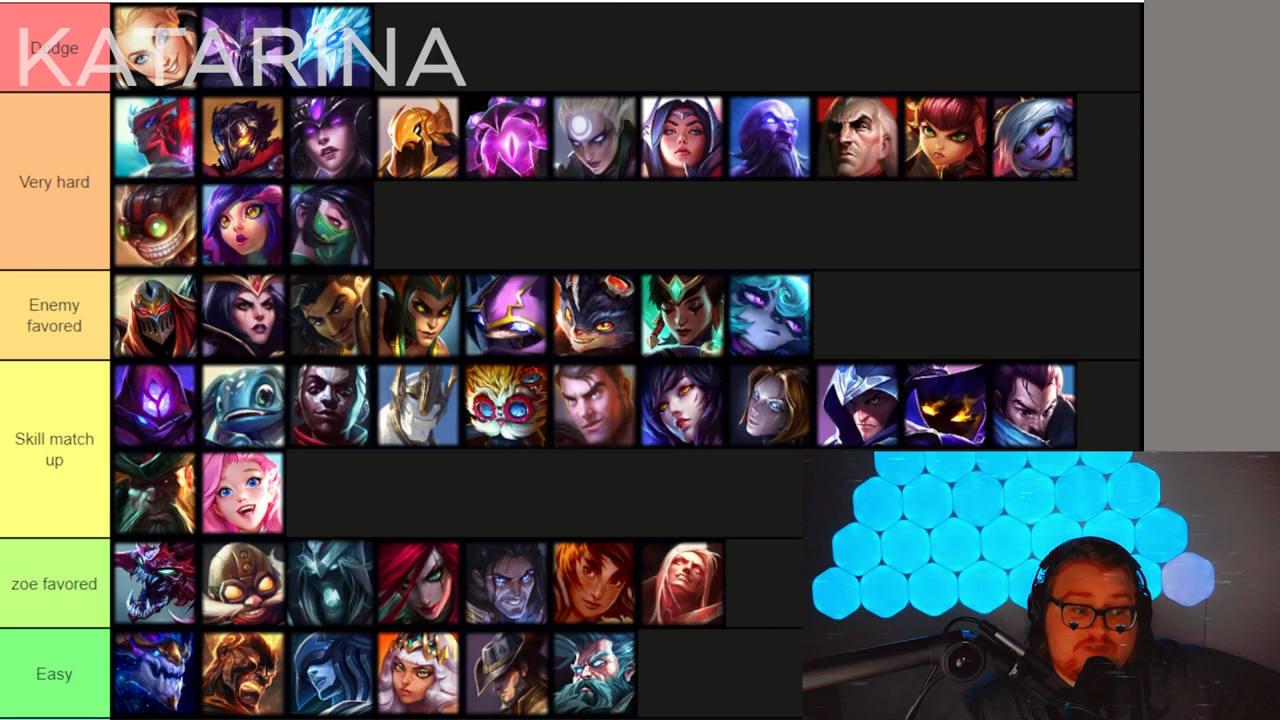 KATARINA
Dodge
Very hard
Enemy
favored
Skill match
up
zoe favored
Easy